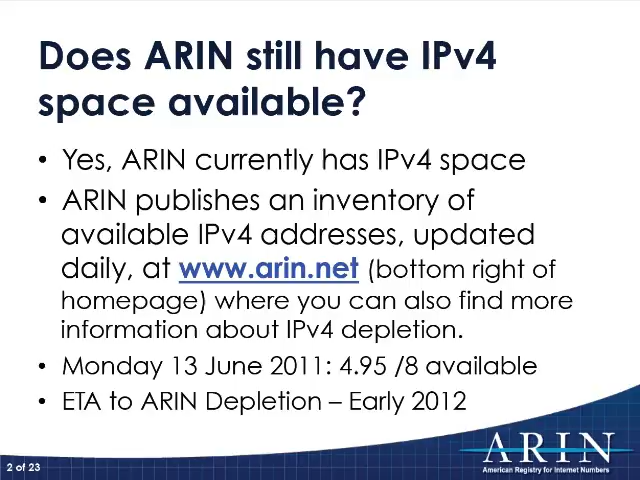 Does ARIN still have IPv4
space available?
• Yes, ARIN currently has IPv4 space
• ARIN publishes an inventory of
available IPv4 addresses, updated
daily, at www.arin.net (bottom right of
homepage) where you can also find more
information about IPv4 depletion.
• Monday 13 June 2011: 4.95 /8 available
• ETA to ARIN Depletion – Early 2012
2 of 23
ARIN
American Registry for Internet Numbers